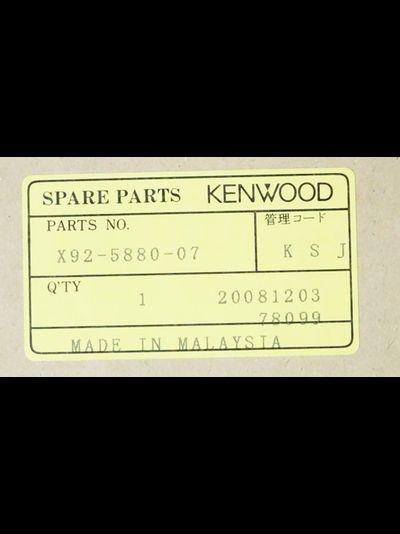 SPARE PARTS KENWOOD
PARTS NO. 管理コード
X92-5880-07 K S J
Q'TY
1 20081203
78099
MADE IN MALAYSIA